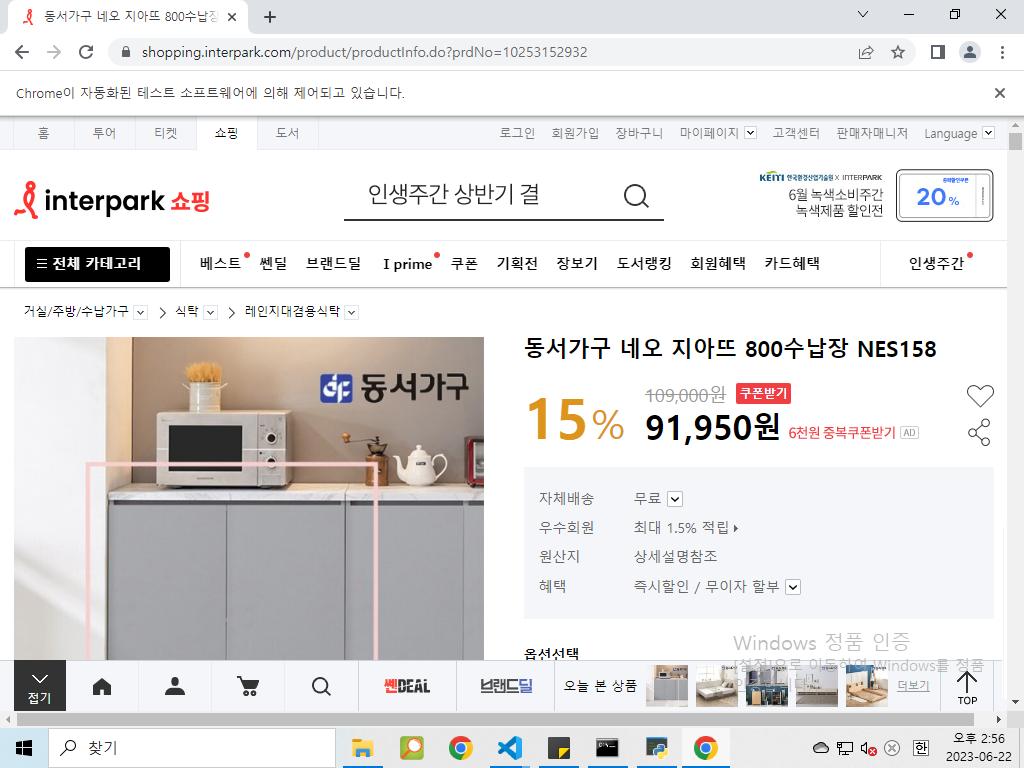 동서가구 네오 지아뜨 800수납장
shopping.interpark.com/product/productInfo.do?prdNo=10253152932
Chrome이 자동화된 테스트 소프트웨어에 의해 제어되고 있습니다.
홈 투어 티켓 쇼핑 도서 로그인 회원가입 장바구니 마이페이지 고객센터 판매자매니저 Language
interpark 쇼핑
인생주간 상반기 결
KEITI 한국환경산업기술원 X INTERPARK
6월 녹색소비주간
녹색제품 할인전
중복할인쿠폰
20%
전체 카테고리 베스트 쎈딜 브랜드딜 I prime 쿠폰 기획전 장보기 도서랭킹 회원혜택 카드혜택 인생주간
거실/주방/수납가구 식탁 레인지대겸용식탁
동서가구
동서가구 네오 지아뜨 800수납장 NES158
15%
109,000원 쿠폰받기
91,950원 6천원 중복쿠폰받기 AD
자체배송 무료
우수회원 최대 1.5% 적립
원산지 상세설명참조
혜택 즉시할인 / 무이자 할부
옵션선택
Windows 정품 인증
[설정]으로 이동하여 Windows를 정품
접기 쎈DEAL 브랜드딜 오늘 본 상품 더보기 TOP
찾기
한
오후 2:56
2023-06-22